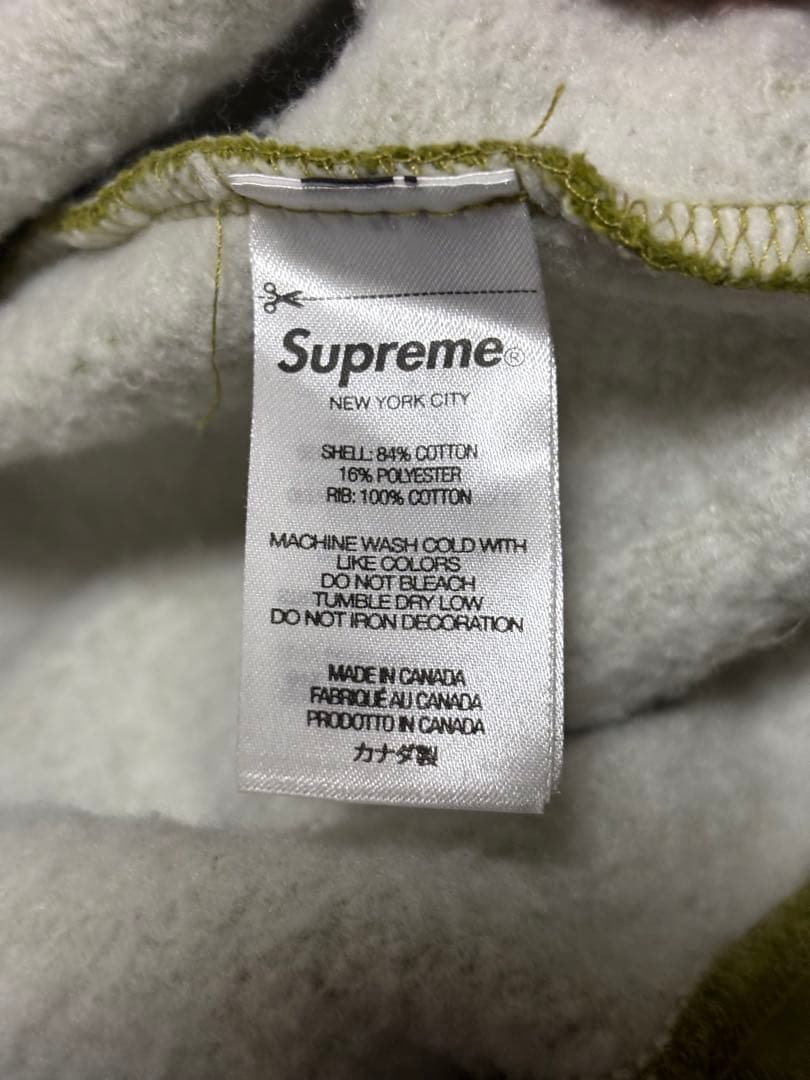 Supreme®
NEW YORK CITY
SHELL: 84% COTTON
16% POLYESTER
RIB: 100% COTTON
MACHINE WASH COLD WITH
LIKE COLORS
DO NOT BLEACH
TUMBLE DRY LOW
DO NOT IRON DECORATION
MADE IN CANADA
FABRIQUÉ AU CANADA
PRODOTTO IN CANADA
カナダ製